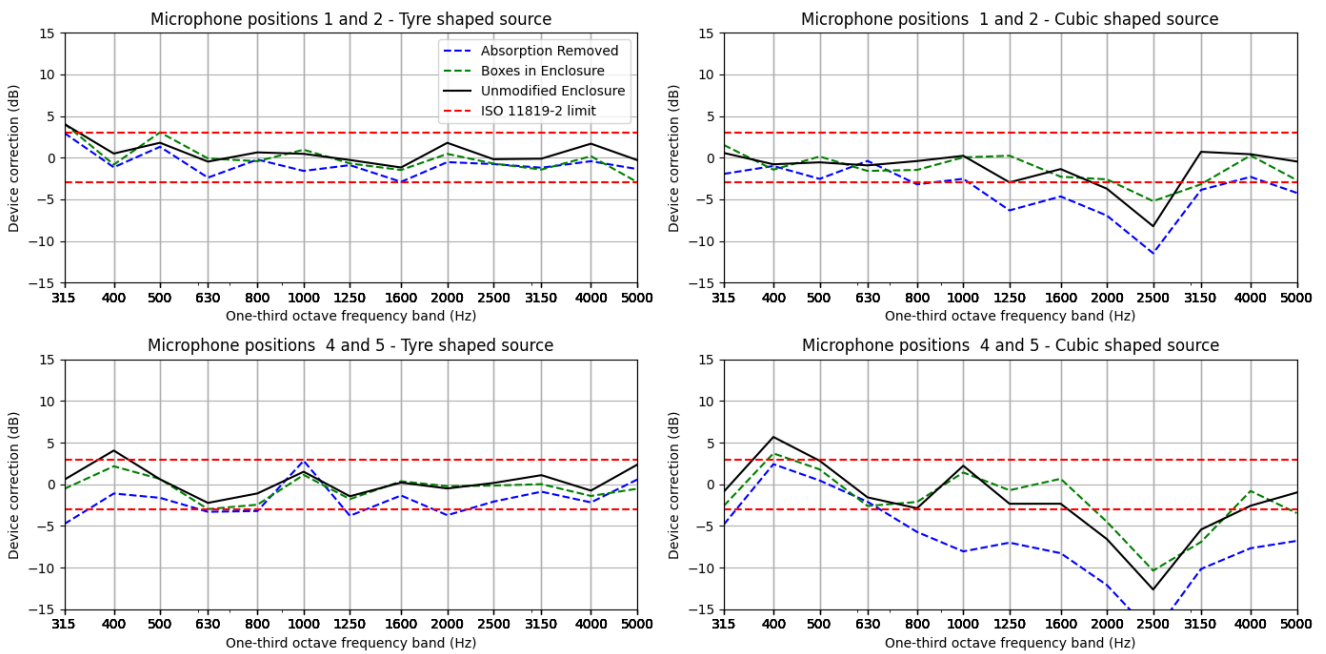 Microphone positions 1 and 2 - Tyre shaped source
15
10
5
0
−5
−10
−15
Device correction (dB)
Absorption Removed
Boxes in Enclosure
Unmodified Enclosure
ISO 11819-2 limit
315 400 500 630 800 1000 1250 1600 2000 2500 3150 4000 5000
One-third octave frequency band (Hz)
Microphone positions  1 and 2 - Cubic shaped source
15
10
5
0
−5
−10
−15
Device correction (dB)
315 400 500 630 800 1000 1250 1600 2000 2500 3150 4000 5000
One-third octave frequency band (Hz)
Microphone positions  4 and 5 - Tyre shaped source
15
10
5
0
−5
−10
−15
Device correction (dB)
315 400 500 630 800 1000 1250 1600 2000 2500 3150 4000 5000
One-third octave frequency band (Hz)
Microphone positions  4 and 5 - Cubic shaped source
15
10
5
0
−5
−10
−15
Device correction (dB)
315 400 500 630 800 1000 1250 1600 2000 2500 3150 4000 5000
One-third octave frequency band (Hz)